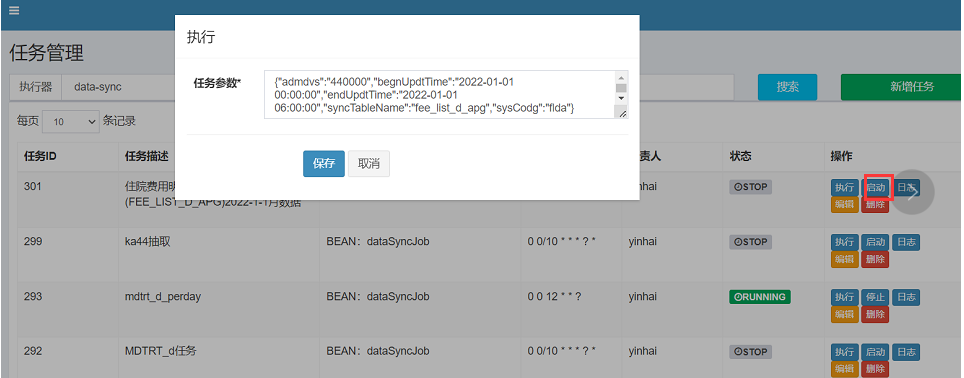 执行
任务管理
任务参数*
{"admdvs":"440000","begnUpdtTime":"2022-01-01
00:00:00","endUpdtTime":"2022-01-01
06:00:00","syncTableName":"fee_list_d_apg","sysCodg":"flda"}
执行器 data-sync 搜索 新增任务
每页 10 条记录
保存 取消
任务ID 任务描述 责人 状态 操作
301 住院费用明 nhai STOP 执行 启动 日志
(FEE_LIST_D_APG)2022-1-1月数据 编辑 删除
299 ka44抽取 BEAN：dataSyncJob 0 0/10 * * * ? * yinhai STOP 执行 启动 日志
编辑 删除
293 mdtrt_d_perday BEAN：dataSyncJob 0 0 12 * * ? yinhai RUNNING 执行 停止 日志
编辑 删除
292 MDTRT_d任务 BEAN：dataSyncJob 0 0/10 * * * ? * yinhai STOP 执行 启动 日志
编辑 删除